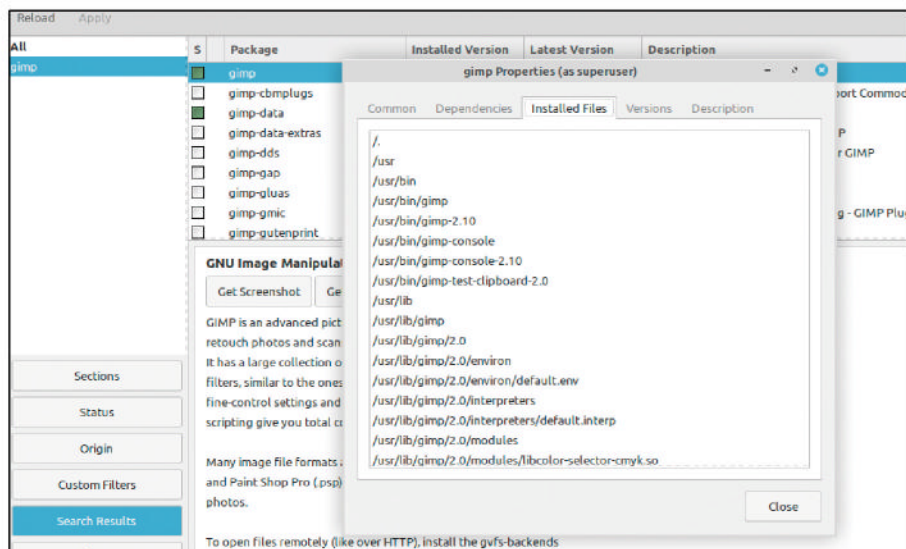 Reload Apply
All
gimp
S Package Installed Version Latest Version Description
gimp
gimp-cbmplugs
gimp-data
gimp-data-extras
gimp-dds
gimp-gap
gimp-gluas
gimp-gmic
gimp-gutenprint
port Commod
P
r GIMP
g - GIMP Plug
gimp Properties (as superuser)
Common Dependencies Installed Files Versions Description
/.
/usr
/usr/bin
/usr/bin/gimp
/usr/bin/gimp-2.10
/usr/bin/gimp-console
/usr/bin/gimp-console-2.10
/usr/bin/gimp-test-clipboard-2.0
/usr/lib
/usr/lib/gimp
/usr/lib/gimp/2.0
/usr/lib/gimp/2.0/environ
/usr/lib/gimp/2.0/environ/default.env
/usr/lib/gimp/2.0/interpreters
/usr/lib/gimp/2.0/interpreters/default.interp
/usr/lib/gimp/2.0/modules
/usr/lib/gimp/2.0/modules/libcolor-selector-cmyk.so
Close
GNU Image Manipulat
Get Screenshot Ge
GIMP is an advanced pict
retouch photos and scan
It has a large collection o
filters, similar to the ones
fine-control settings and
scripting give you total co
Many image file formats a
and Paint Shop Pro (.psp)
photos.
To open files remotely (like over HTTP), install the gvfs-backends
Sections
Status
Origin
Custom Filters
Search Results